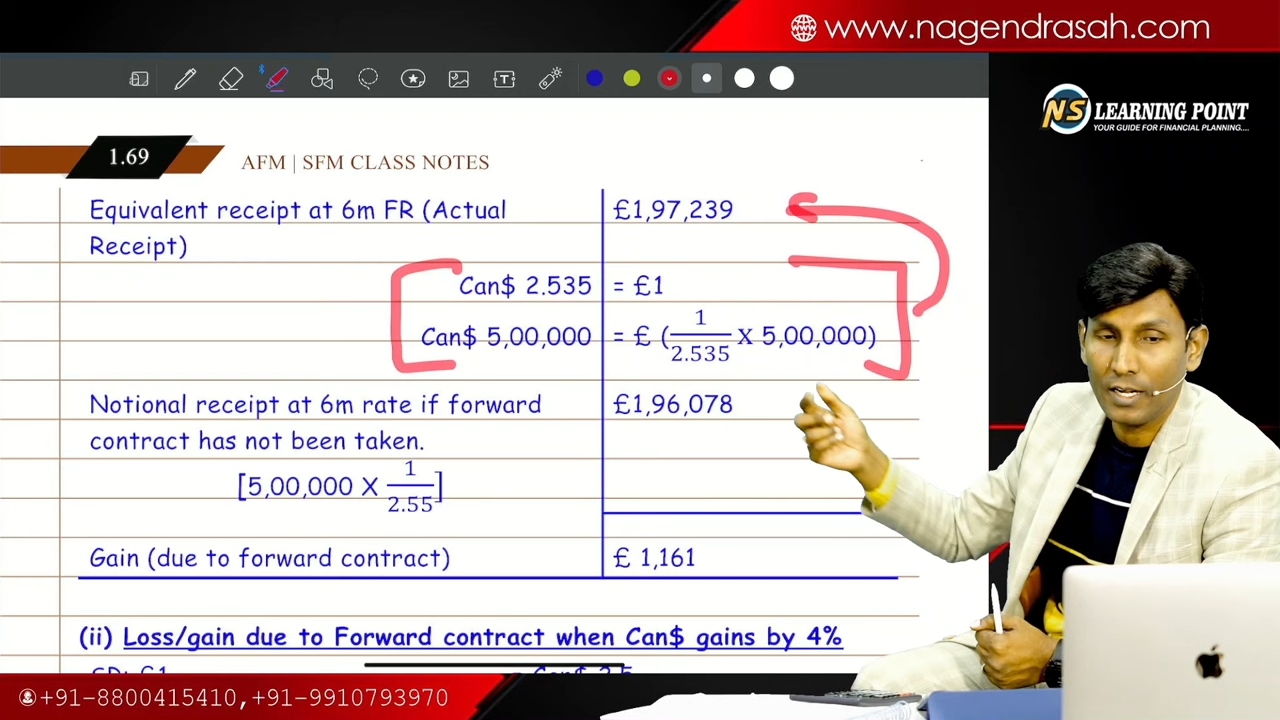 www.nagendrasah.com
NS LEARNING POINT
YOUR GUIDE FOR FINANCIAL PLANNING....
T
1.69
AFM | SFM CLASS NOTES
Equivalent receipt at 6m FR (Actual £1,97,239
Receipt)
Can$ 2.535 = £1
Can$ 5,00,000 = £ (1/2.535 X 5,00,000)
Notional receipt at 6m rate if forward £1,96,078
contract has not been taken.
[5,00,000 X 1/2.55]
Gain (due to forward contract) £ 1,161
(ii) Loss/gain due to Forward contract when Can$ gains by 4%
+91-8800415410,+91-9910793970